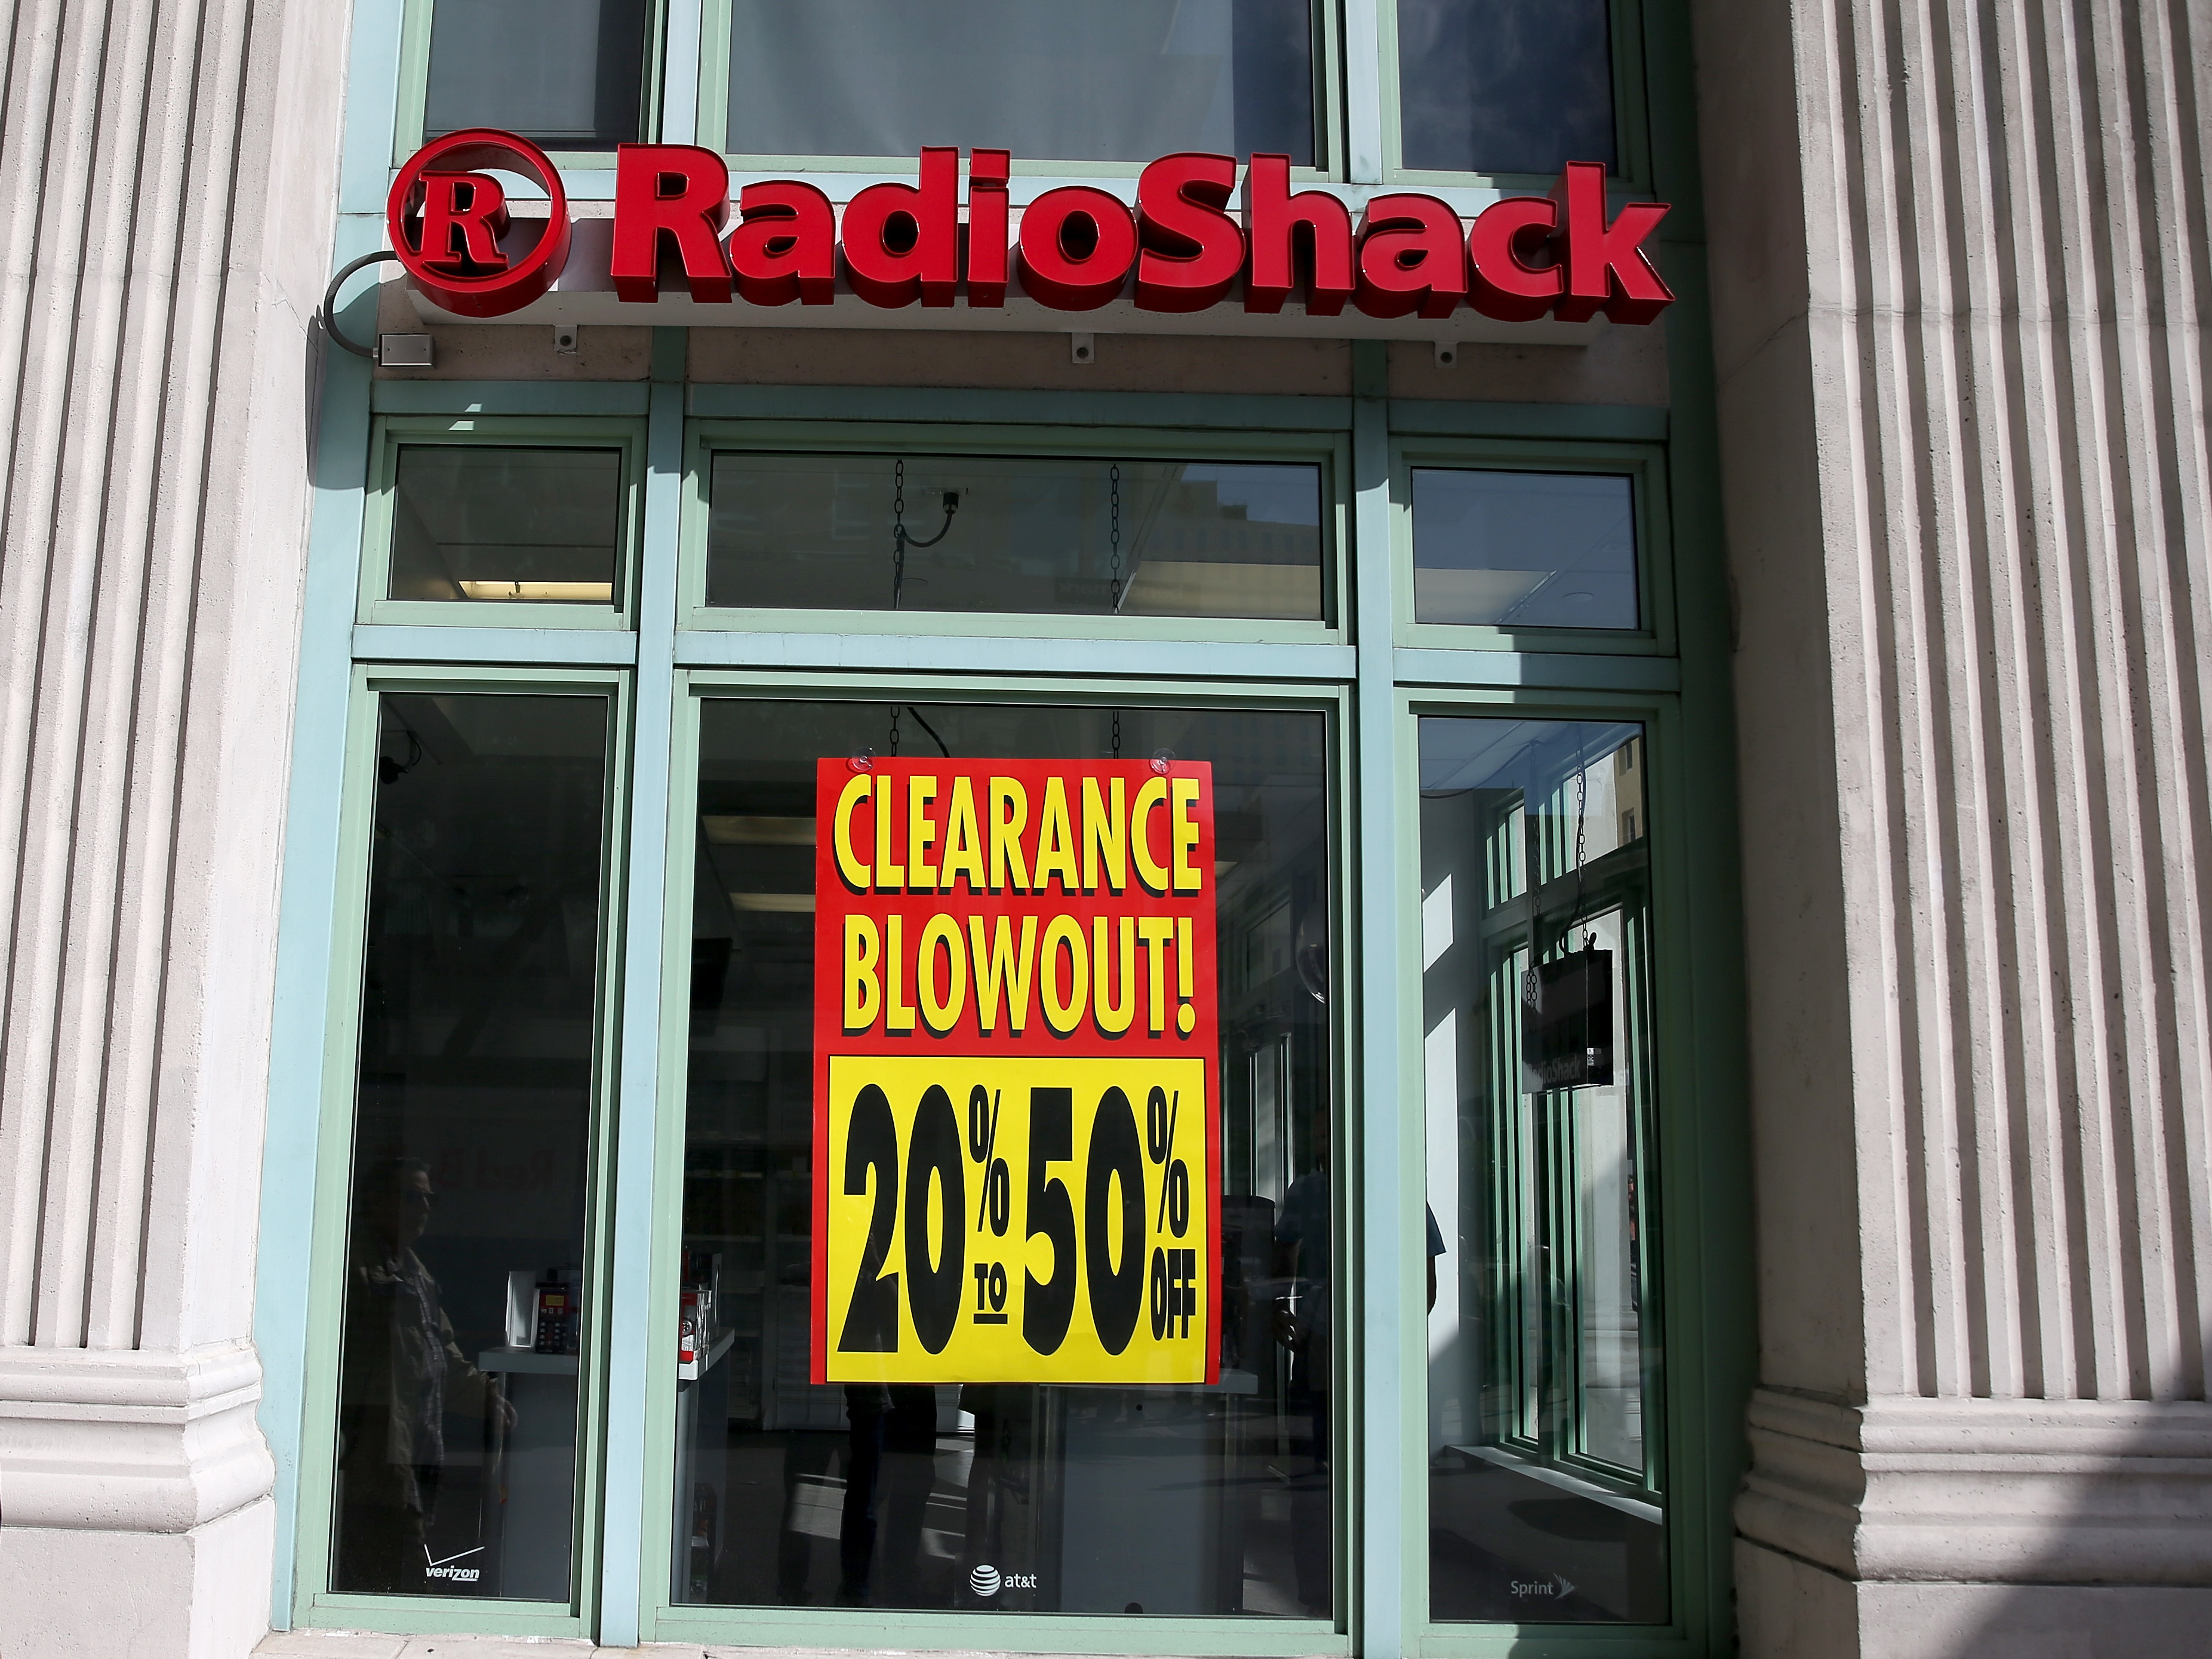 R RadioShack
CLEARANCE
BLOWOUT!
20% TO 50% OFF
verizon
at&t
Sprint